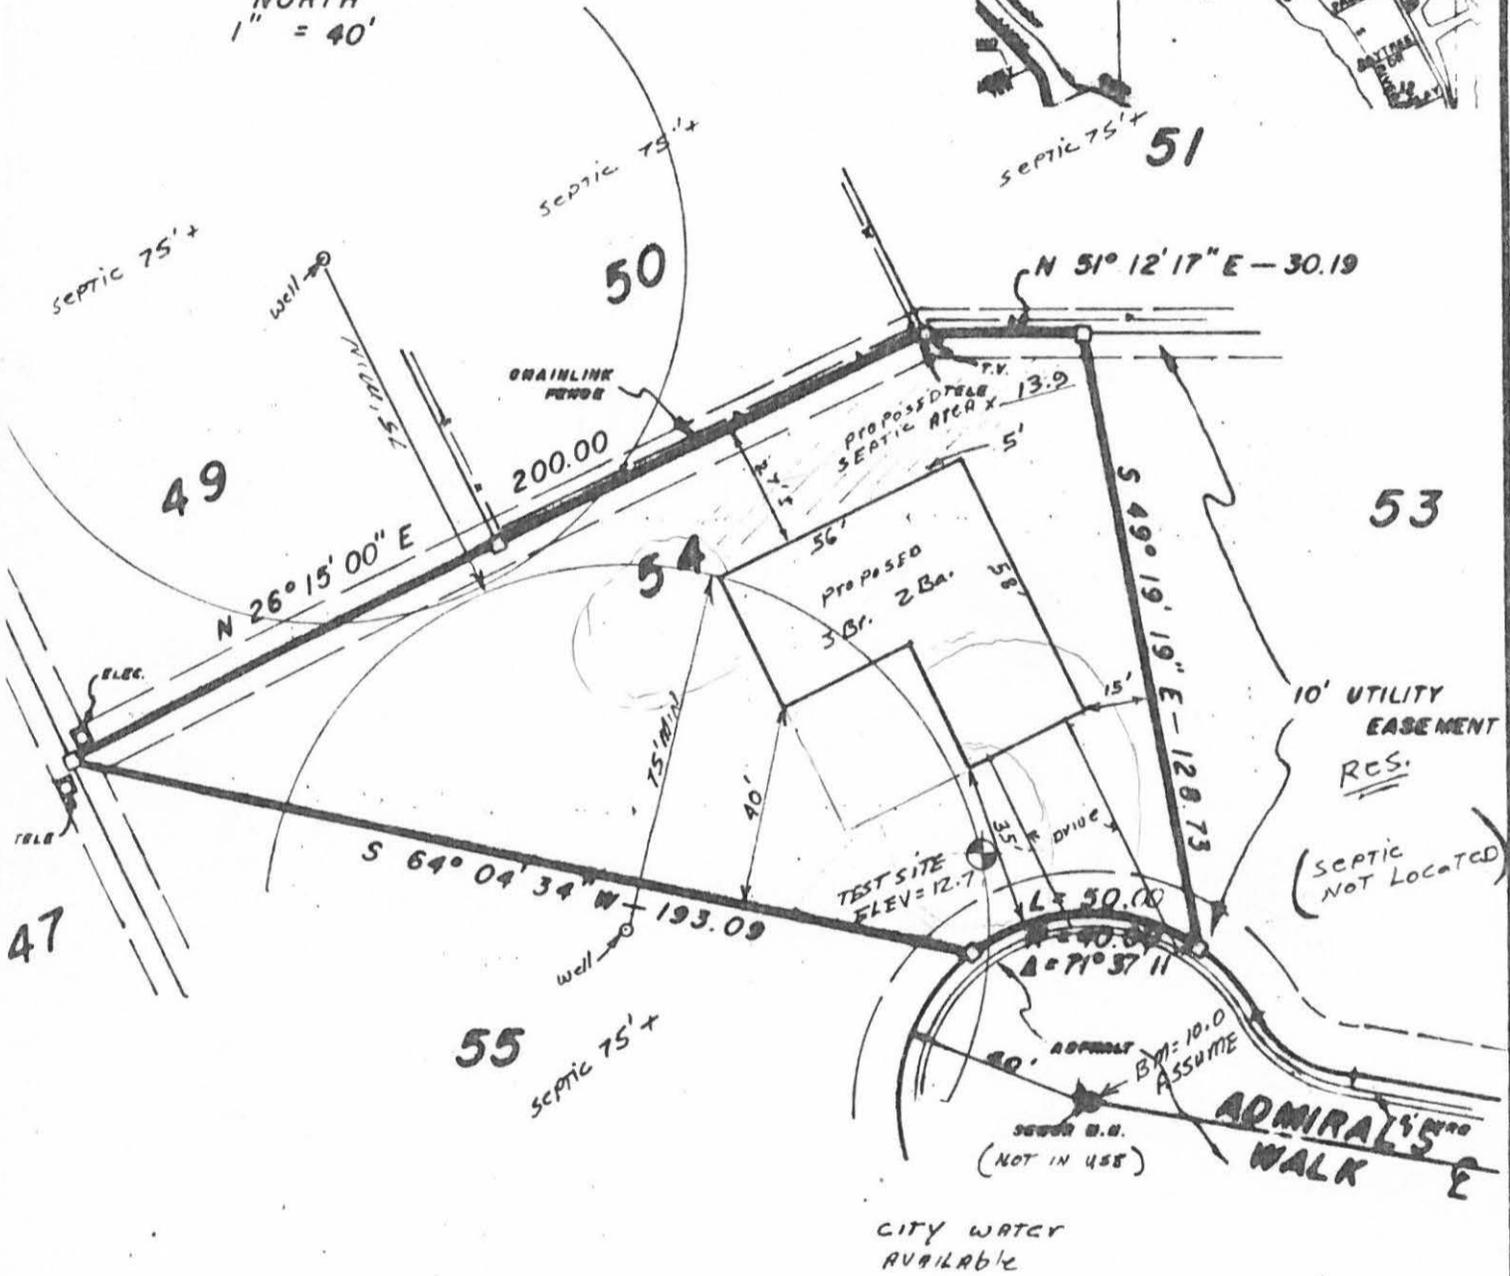 NORTH
1" = 40'
SEPTIC 75'+
51
SEPTIC 75'+
SEPTIC 75'+
50
N 51° 12' 17" E — 30.19
well
CHAINLINK
FENCE
T.V.
TELE
PROPOSED
SEPTIC AREA X 13.9
5'
200.00
49
53
N 26° 15' 00" E
54
56'
PROPOSED
3 Br. 2 Ba.
58'
S 49° 19' 19" E — 128.73
ELEC.
15'
10' UTILITY
EASEMENT
RES.
75' MIN
40'
TELE
35'
DRIVE
(SEPTIC
NOT LOCATED)
S 64° 04' 34" W — 193.09
TEST SITE
ELEV = 12.7
L = 50.00
Δ = 71° 37' 11
47
well
55
SEPTIC 75'+
ASPHALT
BM = 10.0
ASSUME
SEWER M.H.
(NOT IN USE)
ADMIRAL'S
WALK
CITY WATER
AVAILABLE